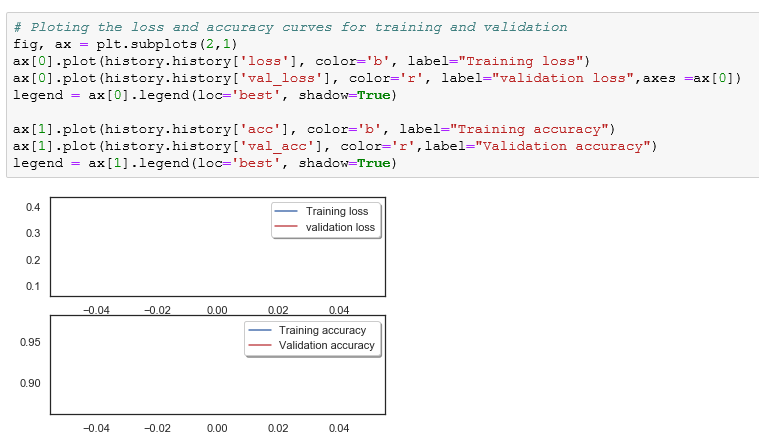 # Ploting the loss and accuracy curves for training and validation
fig, ax = plt.subplots(2,1)
ax[0].plot(history.history['loss'], color='b', label="Training loss")
ax[0].plot(history.history['val_loss'], color='r', label="validation loss",axes =ax[0])
legend = ax[0].legend(loc='best', shadow=True)

ax[1].plot(history.history['acc'], color='b', label="Training accuracy")
ax[1].plot(history.history['val_acc'], color='r',label="Validation accuracy")
legend = ax[1].legend(loc='best', shadow=True)
0.4
Training loss
validation loss
0.3
0.2
0.1
−0.04 −0.02 0.00 0.02 0.04
Training accuracy
Validation accuracy
0.95
0.90
−0.04 −0.02 0.00 0.02 0.04